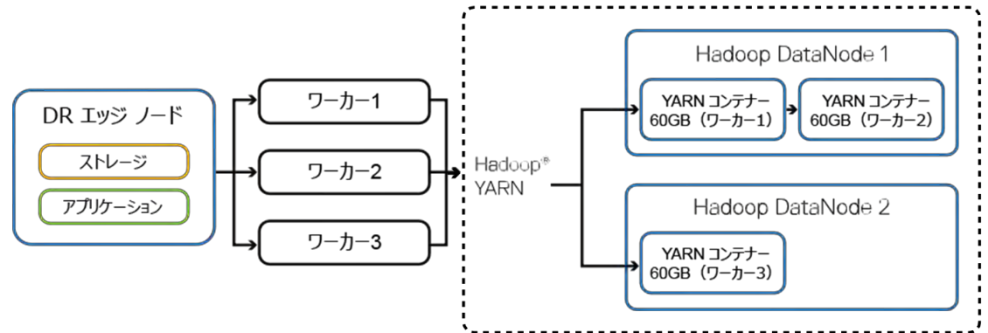 DR エッジ ノード
ストレージ
アプリケーション
ワーカー1
ワーカー2
ワーカー3
Hadoop®
YARN
Hadoop DataNode 1
YARN コンテナー
60GB（ワーカー1）
YARN コンテナー
60GB（ワーカー2）
Hadoop DataNode 2
YARN コンテナー
60GB（ワーカー3）